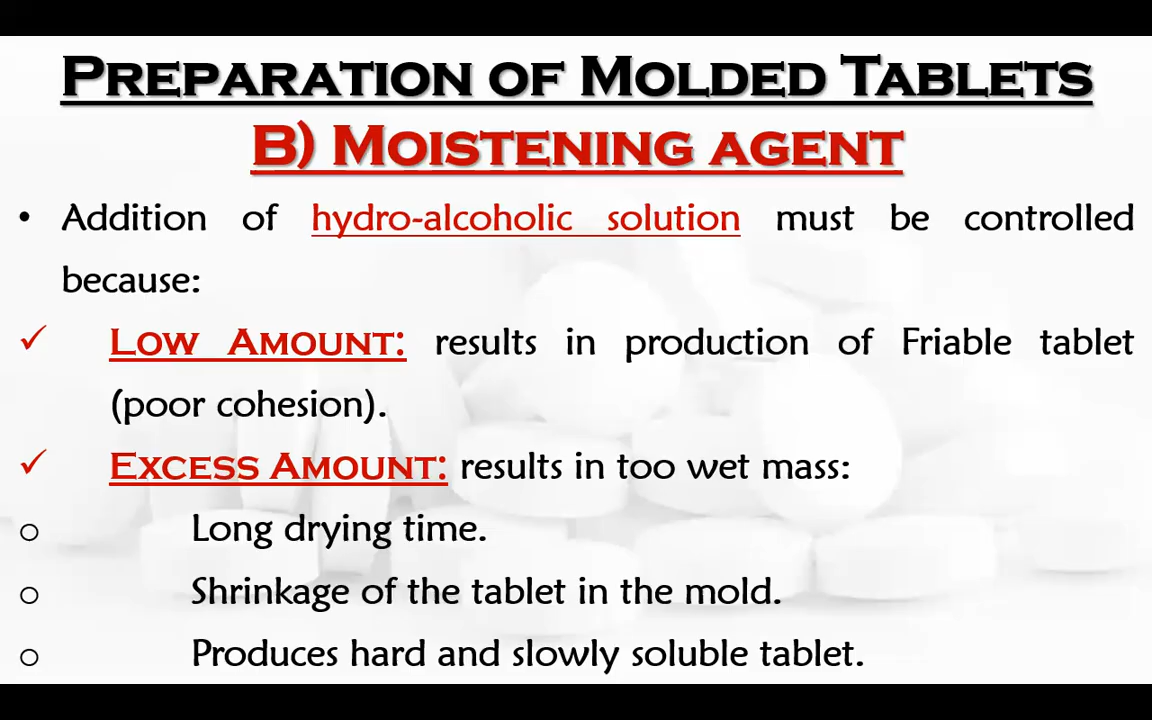 PREPARATION OF MOLDED TABLETS
B) MOISTENING AGENT
• Addition of hydro-alcoholic solution must be controlled
because:
✓ LOW AMOUNT: results in production of Friable tablet
(poor cohesion).
✓ EXCESS AMOUNT: results in too wet mass:
o Long drying time.
o Shrinkage of the tablet in the mold.
o Produces hard and slowly soluble tablet.